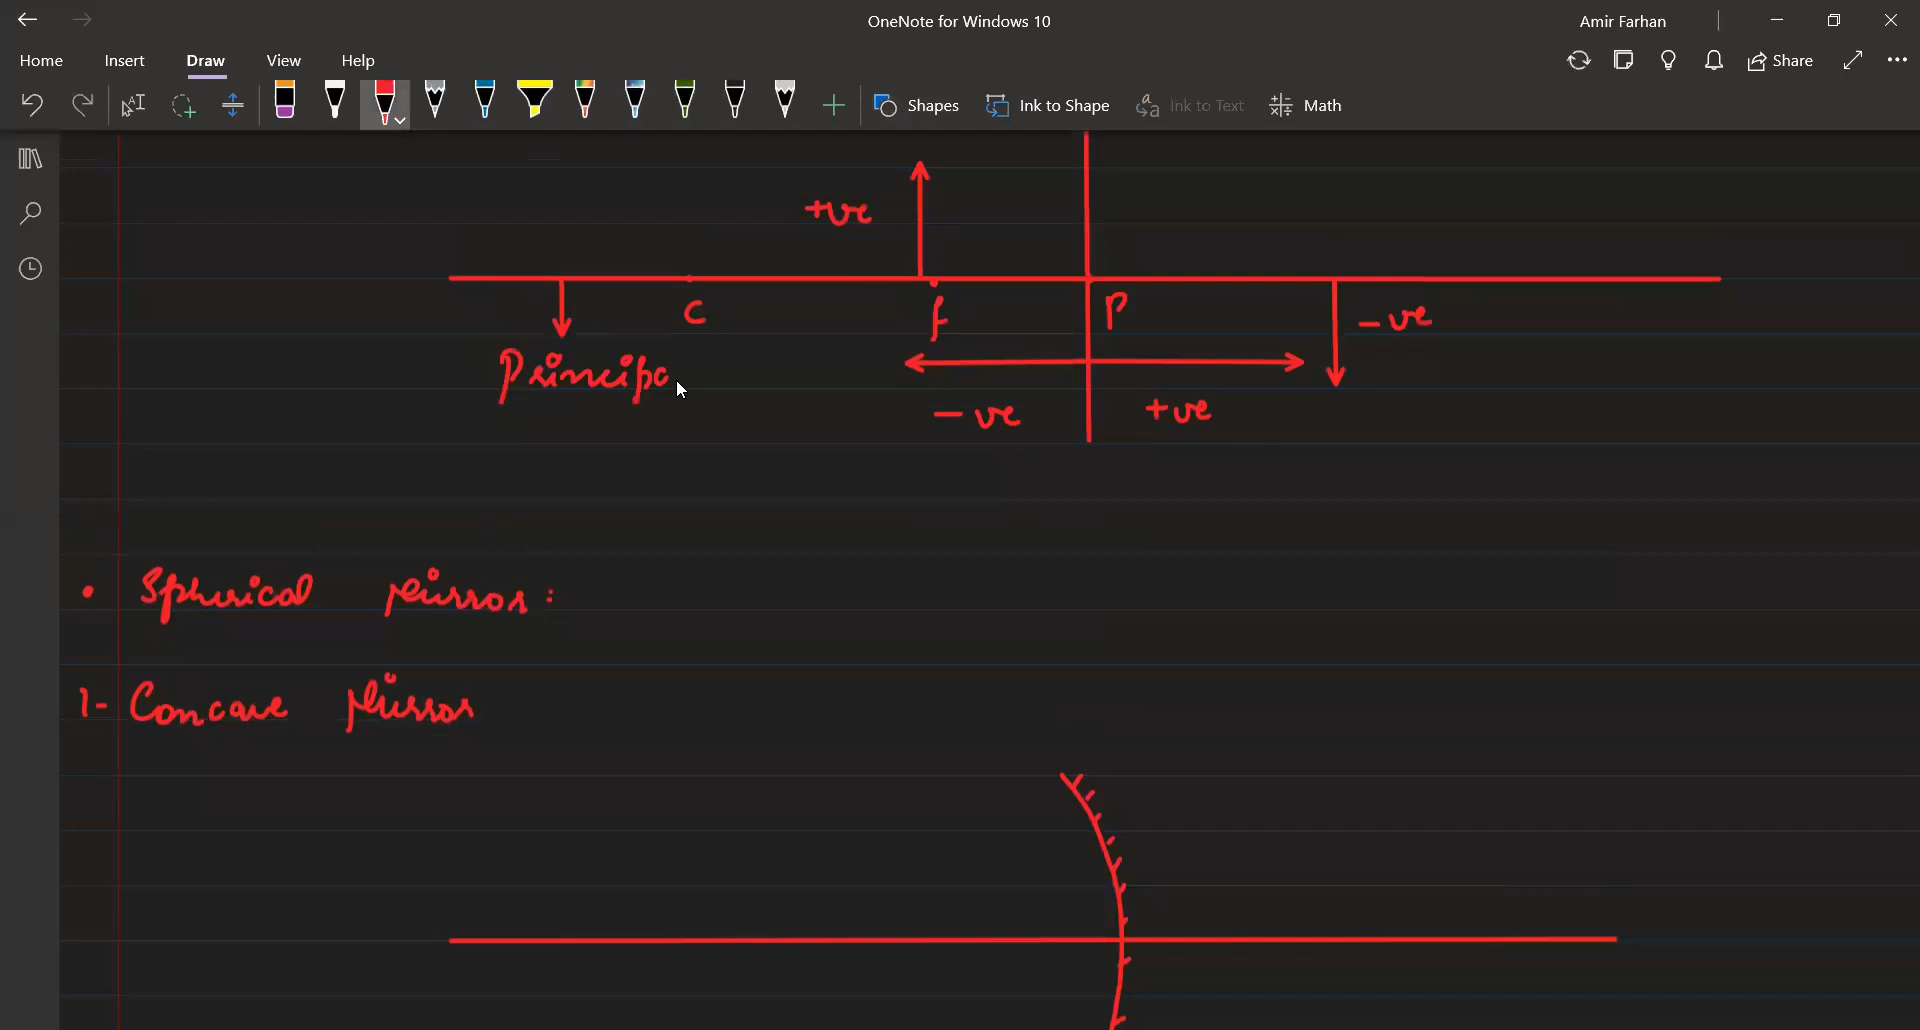 OneNote for Windows 10
Amir Farhan
Home Insert Draw View Help
Share
Shapes Ink to Shape Ink to Text Math
+ve
C f P -ve
Principa
-ve +ve
• Spherical Mirror:
1- Concave Mirror